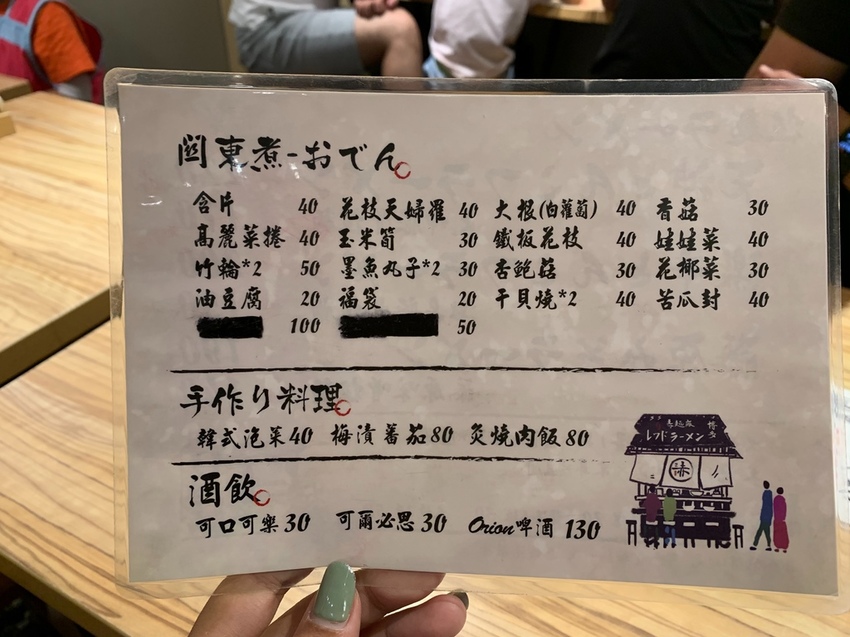 関東煮-おでん
含片 40 花枝天婦羅 40 大根(白蘿蔔) 40 香菇 30
高麗菜捲 40 玉米筍 30 鐵板花枝 40 娃娃菜 40
竹輪*2 50 墨魚丸子*2 30 杏鮑菇 30 花椰菜 30
油豆腐 20 福袋 20 干貝燒*2 40 苦瓜封 40
100 50
手作り料理
韓式泡菜40 梅漬番茄80 炙燒肉飯80
酒飲
可口可樂30 可爾必思30 Orion啤酒 130
ラーメン